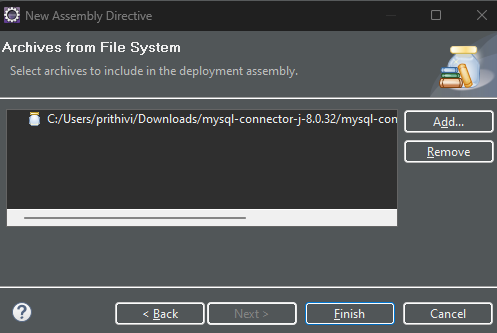 New Assembly Directive
Archives from File System
Select archives to include in the deployment assembly.
C:/Users/prithivi/Downloads/mysql-connector-j-8.0.32/mysql-con
Add...
Remove
?
< Back
Next >
Finish
Cancel